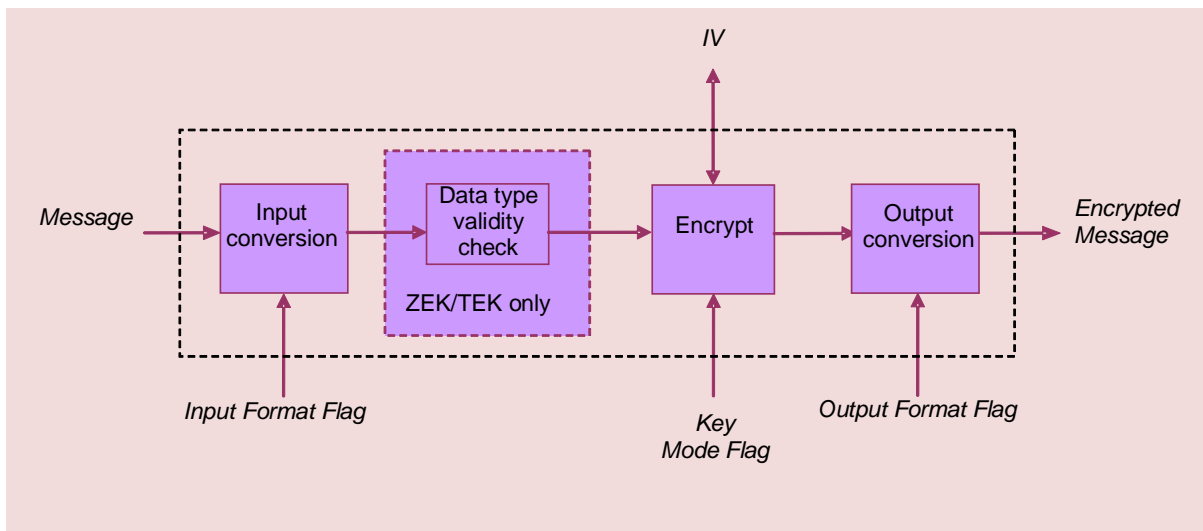 IV
Message
Input
conversion
Data type
validity
check
ZEK/TEK only
Encrypt
Output
conversion
Encrypted
Message
Input Format Flag
Key
Mode Flag
Output Format Flag